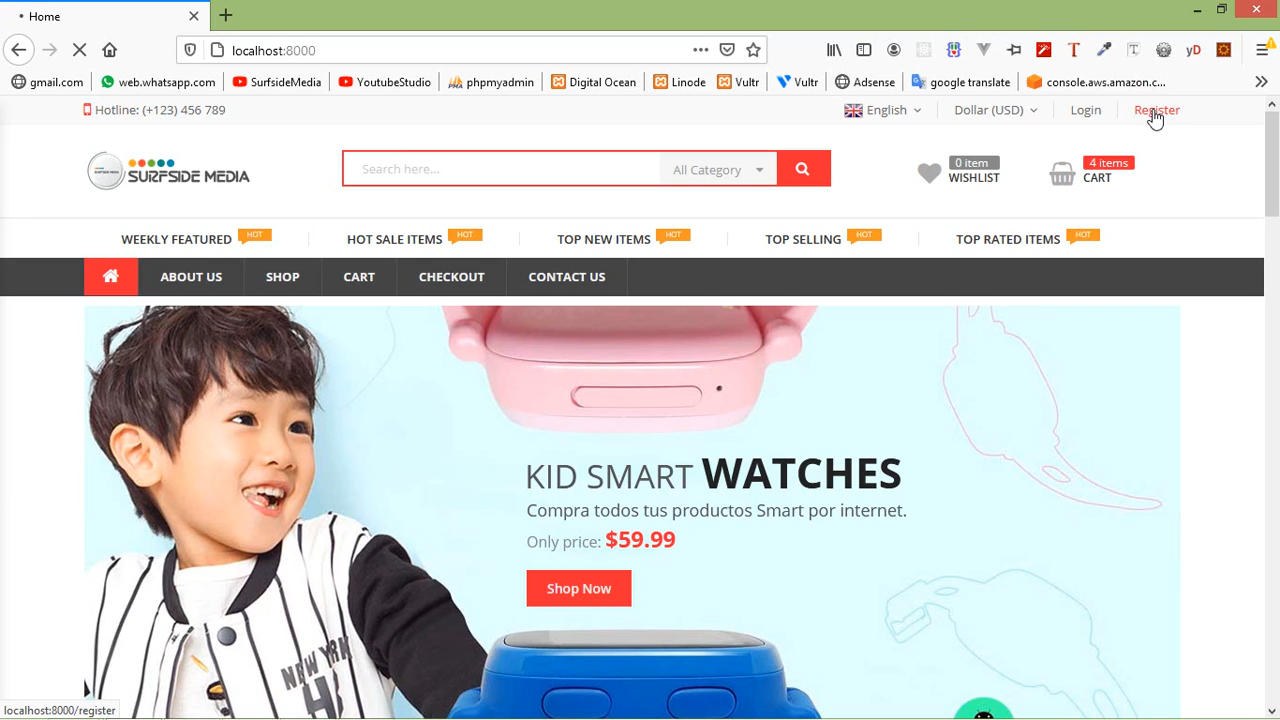 Home
localhost:8000
gmail.com web.whatsapp.com SurfsideMedia YoutubeStudio phpmyadmin Digital Ocean Linode Vultr Vultr Adsense google translate console.aws.amazon.c...
Hotline: (+123) 456 789 English Dollar (USD) Login Register
SURFSIDE MEDIA
Search here... All Category
0 item
WISHLIST
4 items
CART
WEEKLY FEATURED HOT HOT SALE ITEMS HOT TOP NEW ITEMS HOT TOP SELLING HOT TOP RATED ITEMS HOT
ABOUT US SHOP CART CHECKOUT CONTACT US
KID SMART WATCHES
Compra todos tus productos Smart por internet.
Only price: $59.99
Shop Now
NEW YORK
localhost:8000/register